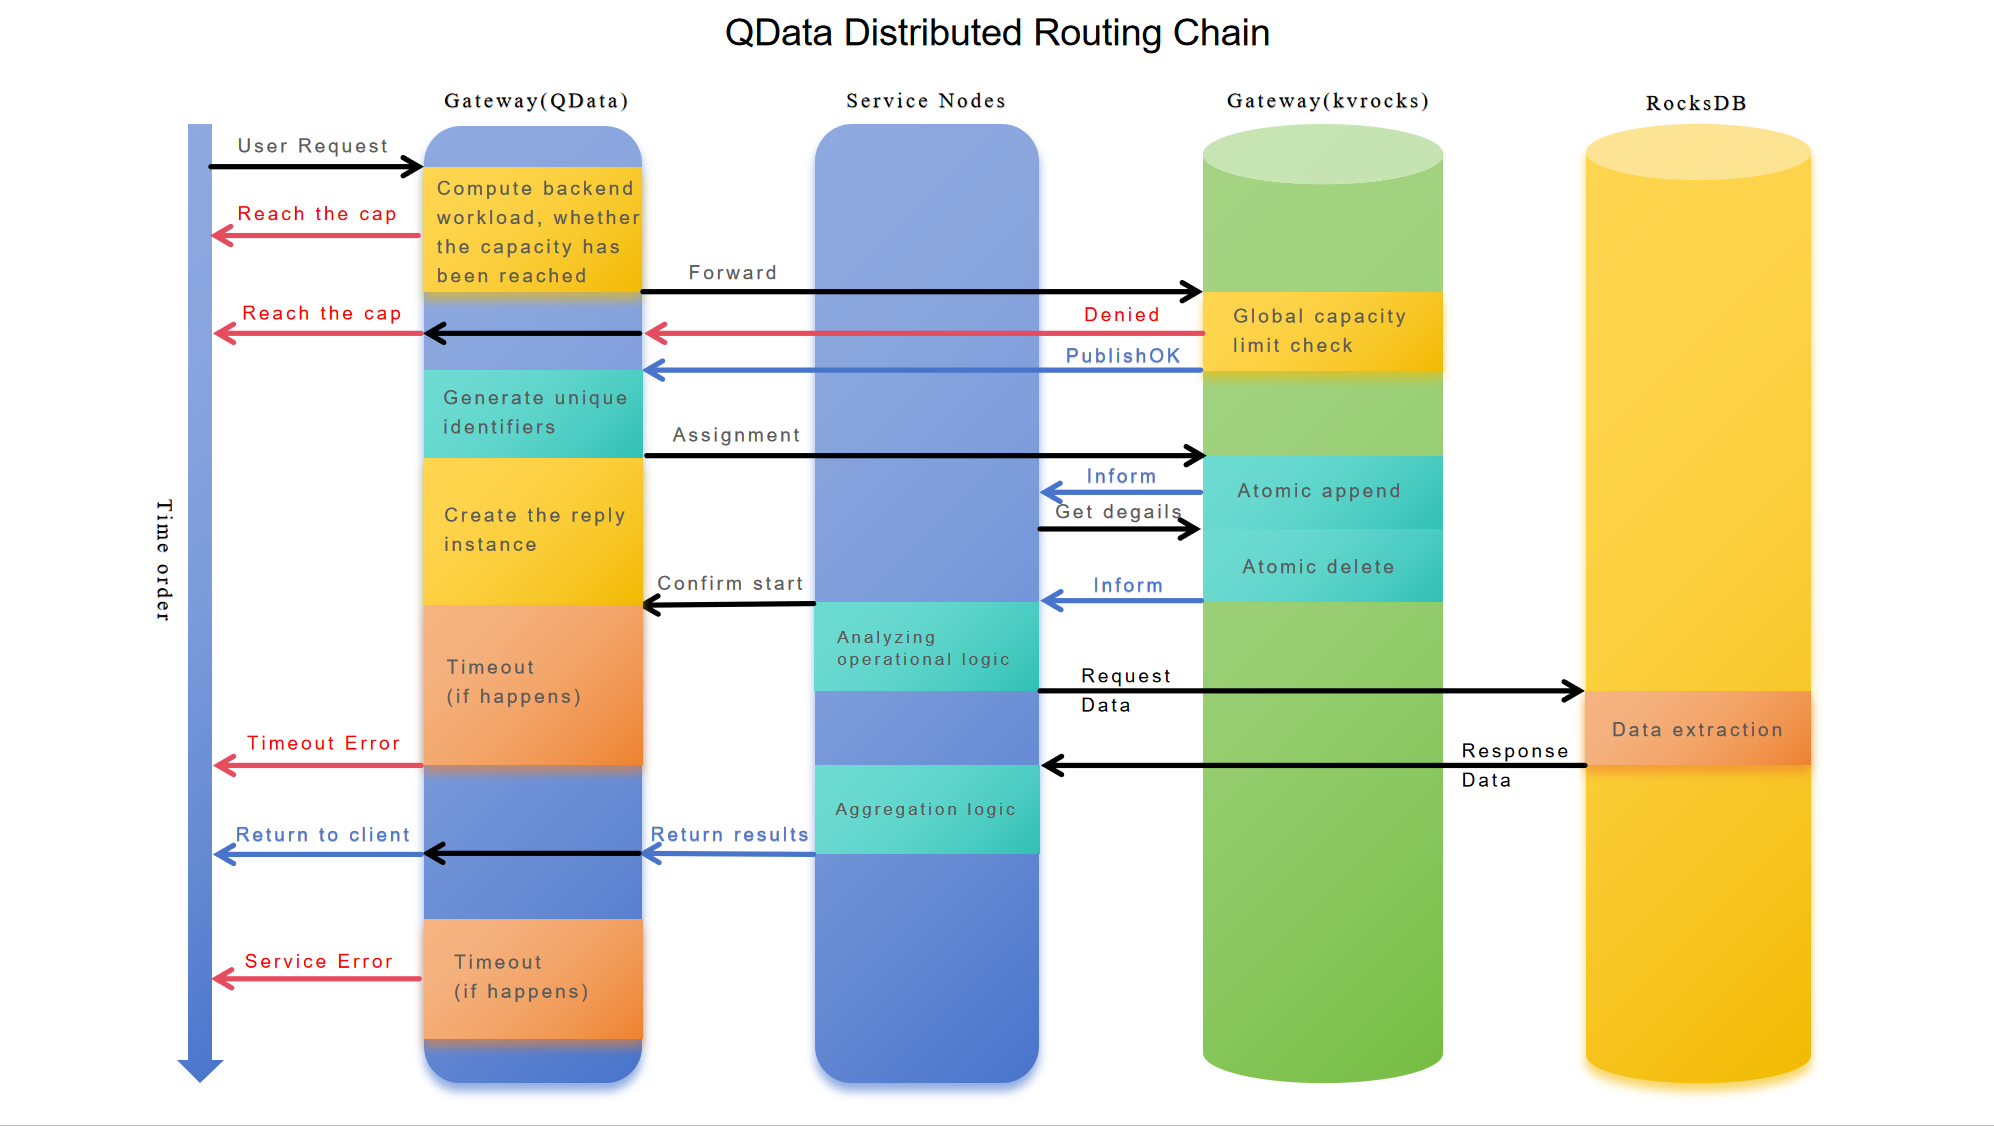 QData Distributed Routing Chain
Gateway(QData)
Service Nodes
Gateway(kvrocks)
RocksDB
User Request
Compute backend
workload, whether
the capacity has
been reached
Reach the cap
Forward
Reach the cap
Denied
Global capacity
limit check
PublishOK
Generate unique
identifiers
Assignment
Inform
Atomic append
Get degails
Create the reply
instance
Time order
Atomic delete
Confirm start
Inform
Analyzing
operational logic
Timeout
(if happens)
Request
Data
Data extraction
Timeout Error
Response
Data
Aggregation logic
Return to client
Return results
Service Error
Timeout
(if happens)